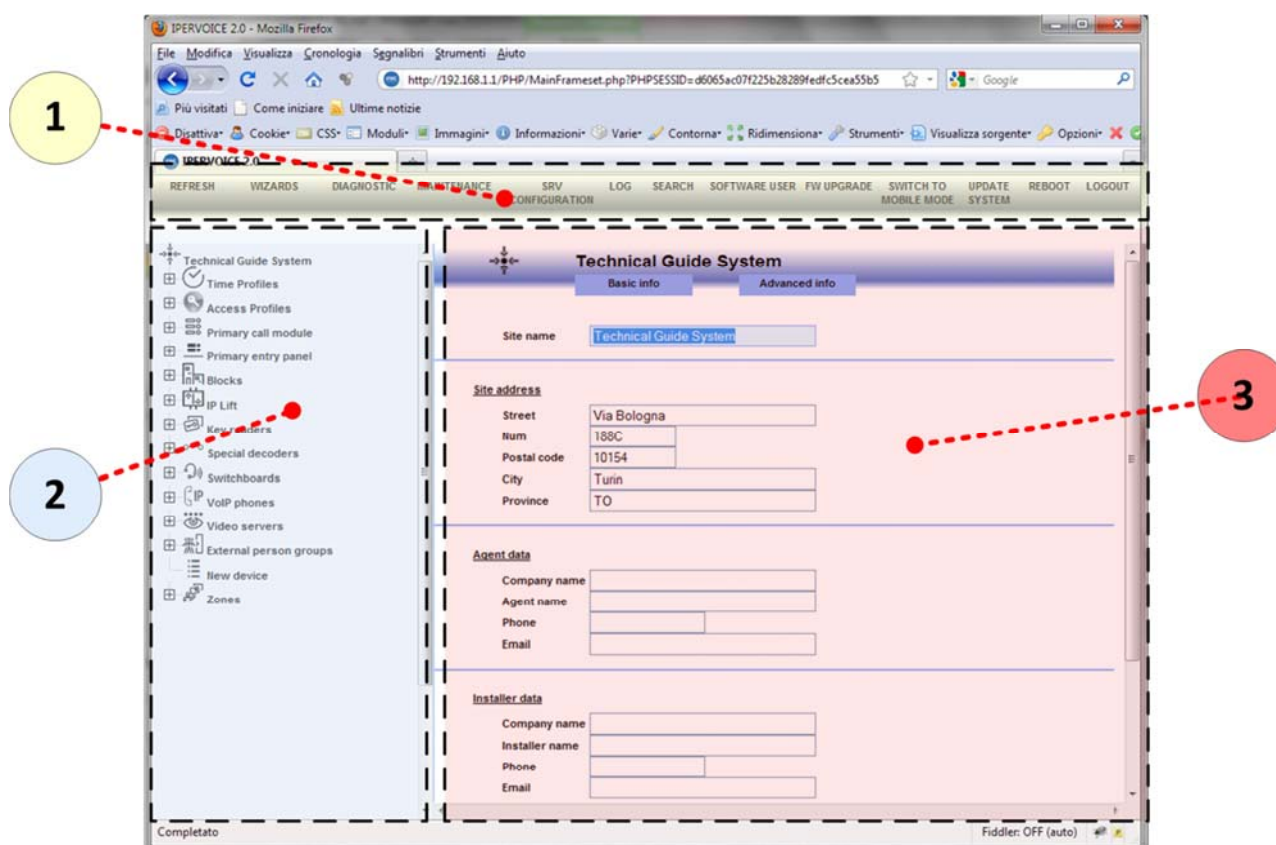 IPERVOICE 2.0 - Mozilla Firefox
File Modifica Visualizza Cronologia Segnalibri Strumenti Aiuto
http://192.168.1.1/PHP/MainFrameset.php?PHPSESSID=d6065ac07f225b28289fedfc5cea55b5 Google
Più visitati Come iniziare Ultime notizie
Disattiva Cookie CSS Moduli Immagini Informazioni Varie Contorna Ridimensiona Strumenti Visualizza sorgente Opzioni
IPERVOICE 2.0
REFRESH WIZARDS DIAGNOSTIC MAINTENANCE SRV LOG SEARCH SOFTWARE USER FW UPGRADE SWITCH TO UPDATE REBOOT LOGOUT
CONFIGURATION MOBILE MODE SYSTEM
1
Technical Guide System
Time Profiles
Access Profiles
Primary call module
Primary entry panel
Blocks
IP Lift
Key readers
Special decoders
Switchboards
IP
VoIP phones
Video servers
External person groups
New device
Zones
2
Technical Guide System
Basic info Advanced info
Site name Technical Guide System
Site address
Street Via Bologna
Num 188C
Postal code 10154
City Turin
Province TO
Agent data
Company name
Agent name
Phone
Email
Installer data
Company name
Installer name
Phone
Email
3
Completato Fiddler: OFF (auto)